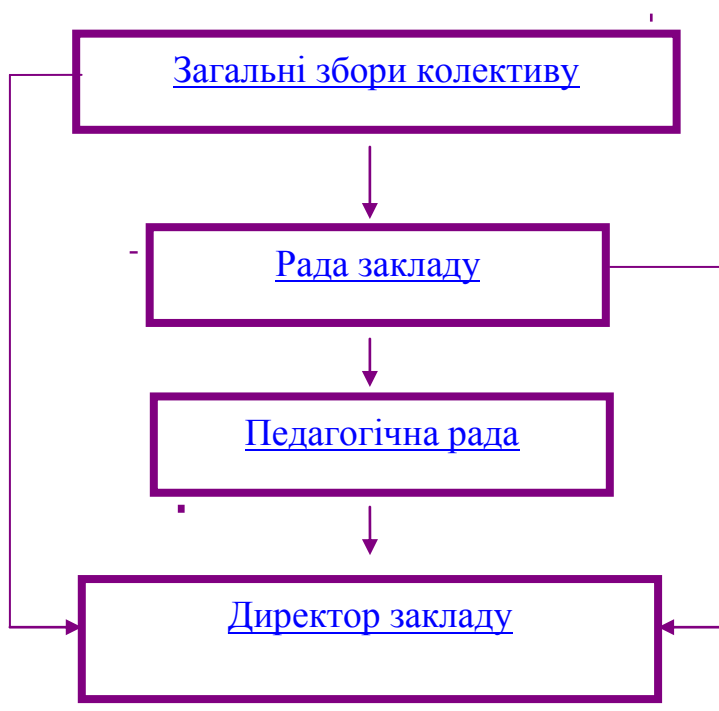 Загальні збори колективу
Рада закладу
Педагогічна рада
Директор закладу